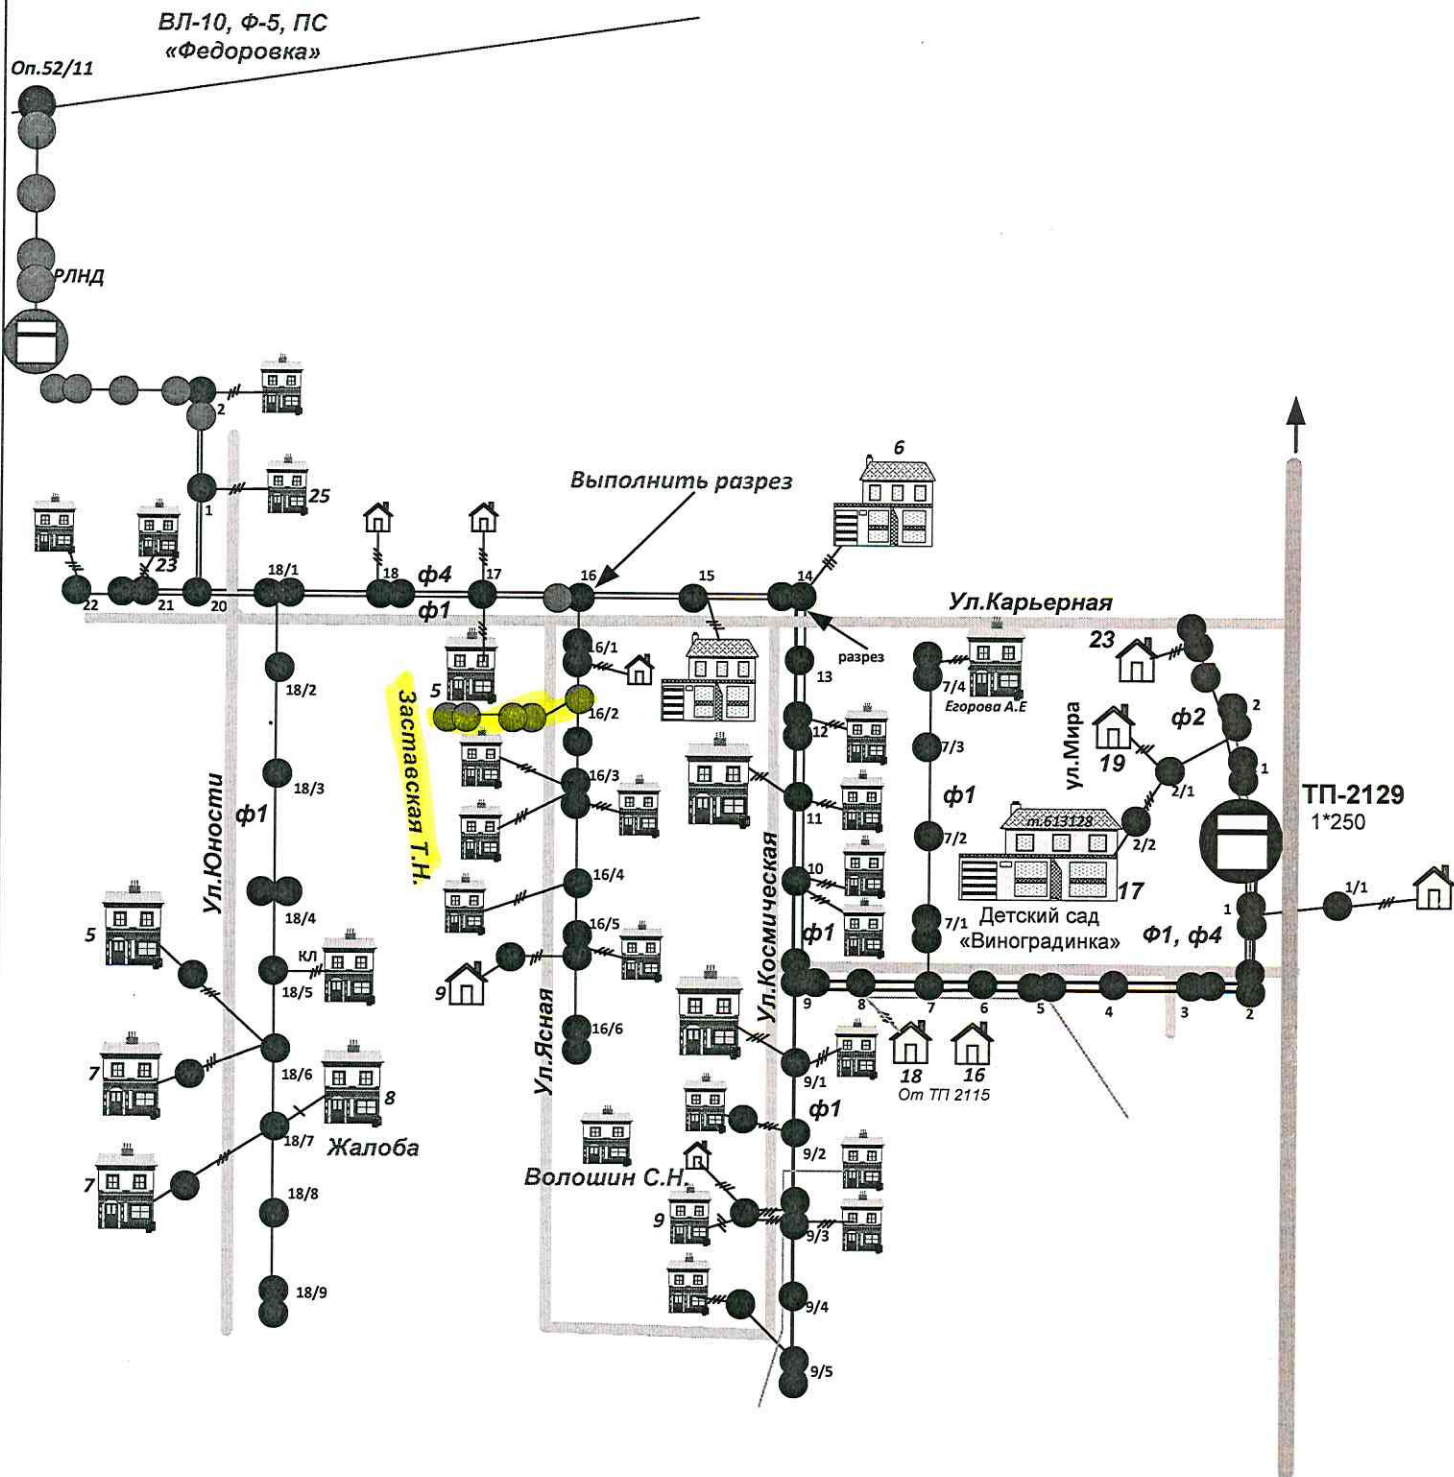 ВЛ-10, Ф-5, ПС
«Федоровка»
Оп.52/11
РЛНД
2
1
25
23
22
21
20
18/1
18
ф4
ф1
17
16
Выполнить разрез
15
14
6
разрез
Ул.Карьерная
18/2
18/3
ф1
18/4
кл
18/5
18/6
18/7
18/8
18/9
Ул.Юности
5
7
7
8
Жалоба
5
Заставская Т.Н.
16/1
16/2
16/3
16/4
16/5
16/6
9
Ул.Ясная
Волошин С.Н.
Ул.Космическая
13
12
11
10
ф1
9
8
7
6
5
4
3
2
9/1
ф1
9/2
9/3
9/4
9/5
9
18
16
От ТП 2115
7/4
Егорова А.Е
7/3
ф1
7/2
7/1
23
ул.Мира
19
ф2
2
1
2/1
2/2
т.613128
17
Детский сад
«Виноградинка»
ТП-2129
1*250
1
1/1
Ф1, ф4